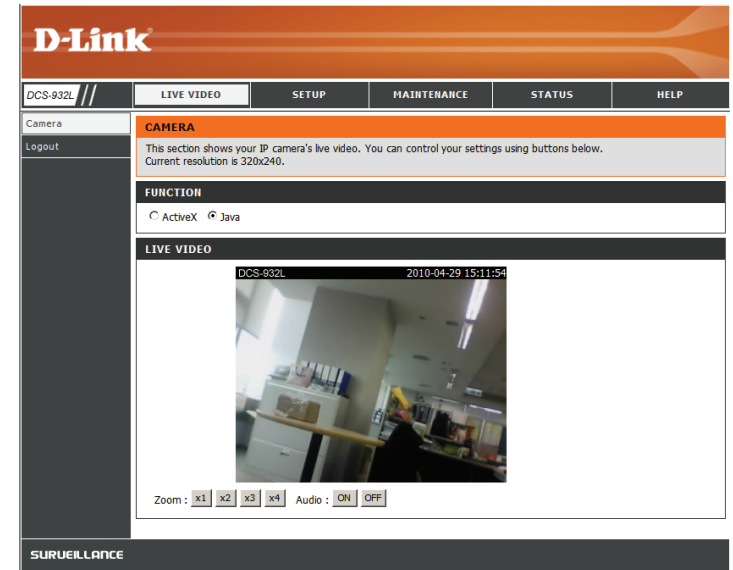 D-Link
DCS-932L
LIVE VIDEO
SETUP
MAINTENANCE
STATUS
HELP
Camera
Logout
CAMERA
This section shows your IP camera's live video. You can control your settings using buttons below.
Current resolution is 320x240.
FUNCTION
ActiveX Java
LIVE VIDEO
DCS-932L 2010-04-29 15:11:54
Zoom : x1 x2 x3 x4 Audio : ON OFF
SURVEILLANCE